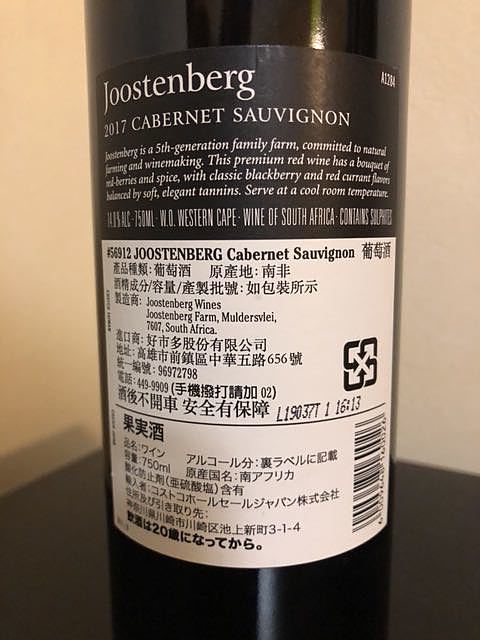 Joostenberg
A1284
2017 CABERNET SAUVIGNON
Joostenberg is a 5th-generation family farm, committed to natural
farming and winemaking. This premium red wine has a bouquet of
red-berries and spice, with classic blackberry and red currant flavors
balanced by soft, elegant tannins. Serve at a cool room temperature.
14.0% ALC · 750ML · W.O. WESTERN CAPE · WINE OF SOUTH AFRICA · CONTAINS SULPHITES
#56912 JOOSTENBERG Cabernet Sauvignon 葡萄酒
產品種類: 葡萄酒 原產地: 南非
酒精成分/容量/產製批號: 如包裝所示
製造商: Joostenberg Wines
Joostenberg Farm, Muldersvlei,
7607, South Africa.
進口商: 好市多股份有限公司
地址: 高雄市前鎮區中華五路656號
統一編號: 96972798
電話: 449-9909 (手機撥打請加 02)
酒後不開車 安全有保障
L19037T 1 16:13
果実酒
品名: ワイン アルコール分: 裏ラベルに記載
容量: 750ml 原産国名: 南アフリカ
酸化防止剤(亜硫酸塩)含有
輸入者: コストコホールセールジャパン株式会社
住所及び引き取り先:
神奈川県川崎市川崎区池上新町3-1-4
飲酒は20歳になってから。